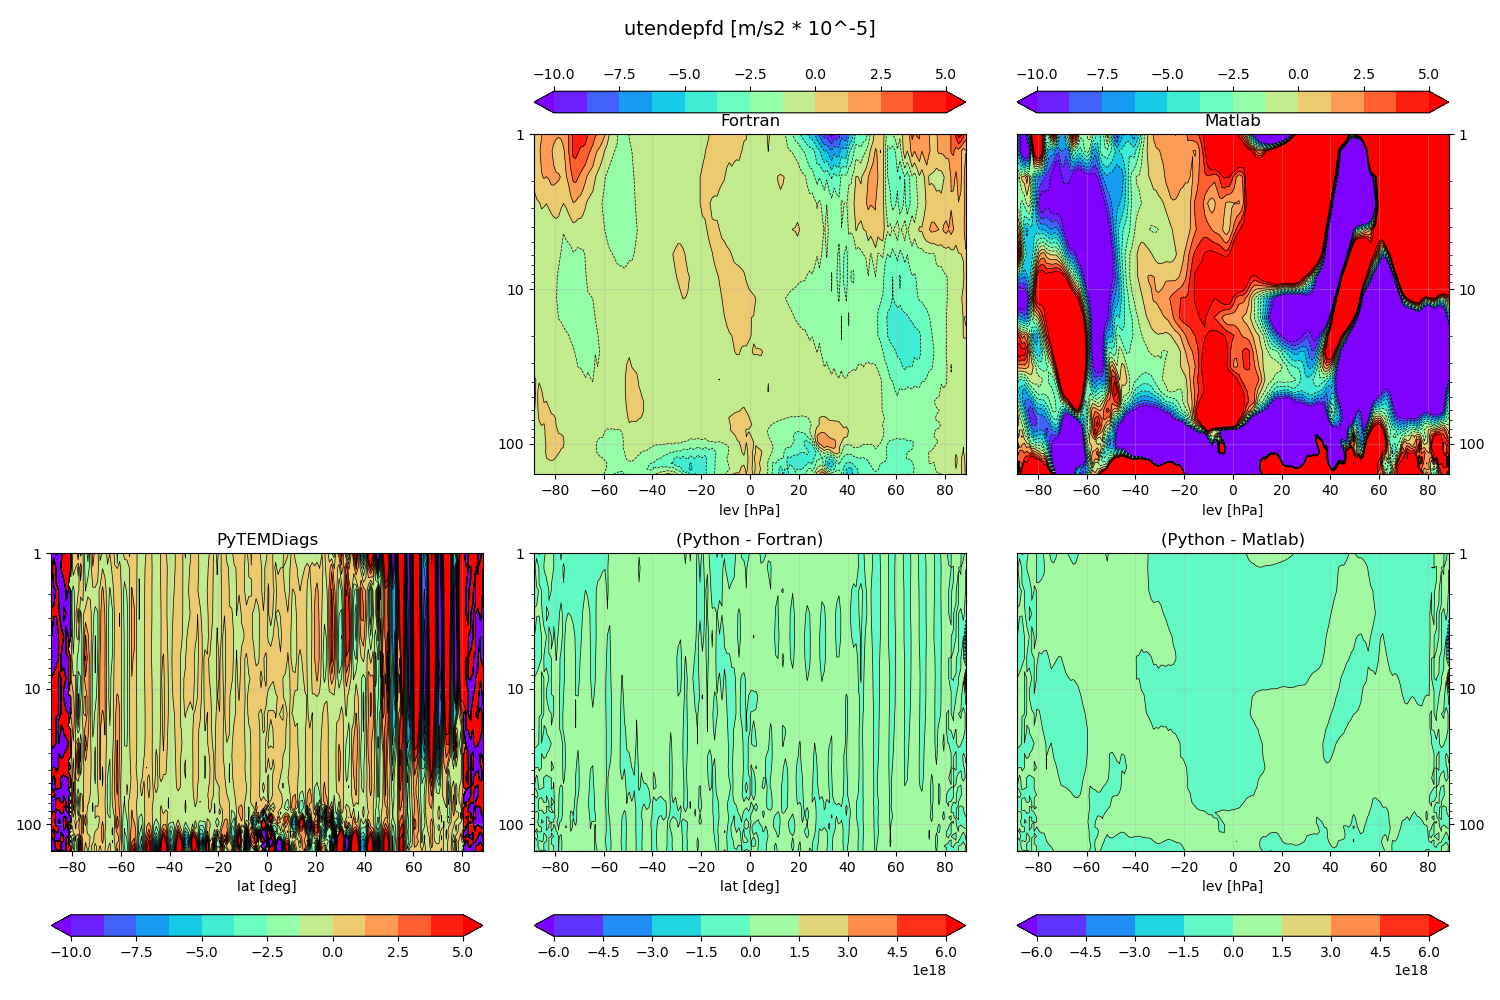 utendepfd [m/s2 * 10^-5]
−10.0 −7.5 −5.0 −2.5 0.0 2.5 5.0
−10.0 −7.5 −5.0 −2.5 0.0 2.5 5.0
Fortran
Matlab
1
10
100
−80 −60 −40 −20 0 20 40 60 80
lev [hPa]
1
10
100
−80 −60 −40 −20 0 20 40 60 80
lev [hPa]
PyTEMDiags
(Python - Fortran)
(Python - Matlab)
1
10
100
−80 −60 −40 −20 0 20 40 60 80
lat [deg]
1
10
100
−80 −60 −40 −20 0 20 40 60 80
lat [deg]
1
10
100
−80 −60 −40 −20 0 20 40 60 80
lev [hPa]
−10.0 −7.5 −5.0 −2.5 0.0 2.5 5.0
−6.0 −4.5 −3.0 −1.5 0.0 1.5 3.0 4.5 6.0
1e18
−6.0 −4.5 −3.0 −1.5 0.0 1.5 3.0 4.5 6.0
1e18